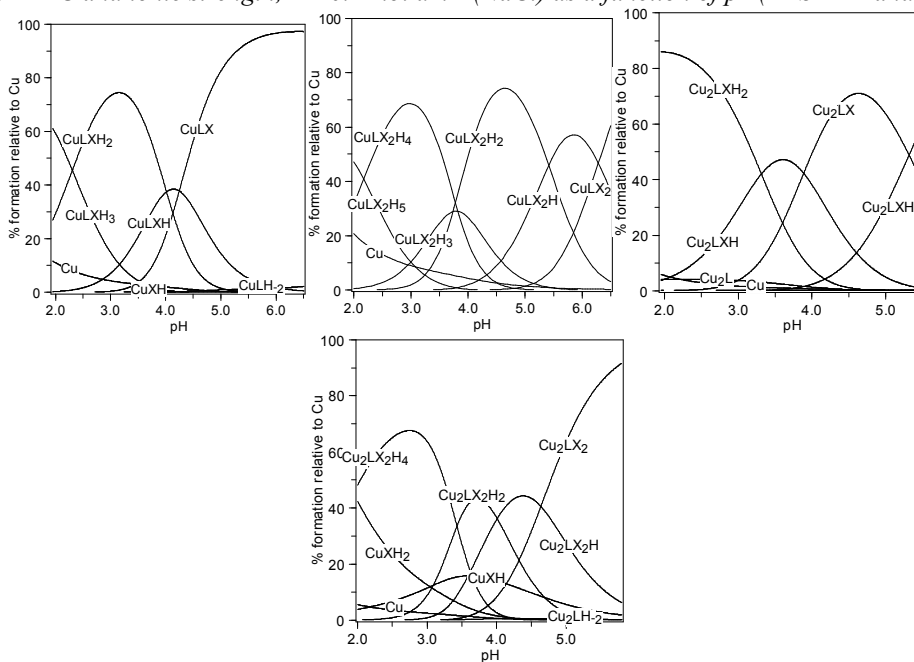 100
80
60
40
20
0
% formation relative to Cu
CuLXH2
CuLX
CuLXH3
CuLXH
Cu
CuXH
CuLH-2
2.0 3.0 4.0 5.0 6.0
pH
100
80
60
40
20
0
% formation relative to Cu
CuLX2H4
CuLX2H2
CuLX2H5
CuLX2H
CuLX2
CuLX2H3
Cu
2.0 3.0 4.0 5.0 6.0
pH
100
80
60
40
20
0
% formation relative to Cu
Cu2LXH2
Cu2LX
Cu2LXH
Cu2LXH
Cu2L
Cu
2.0 3.0 4.0 5.0
pH
100
80
60
40
20
0
% formation relative to Cu
Cu2LX2H4
Cu2LX2H2
Cu2LX2
CuXH2
Cu2LX2H
CuXH
Cu
Cu2LH-2
2.0 3.0 4.0 5.0
pH